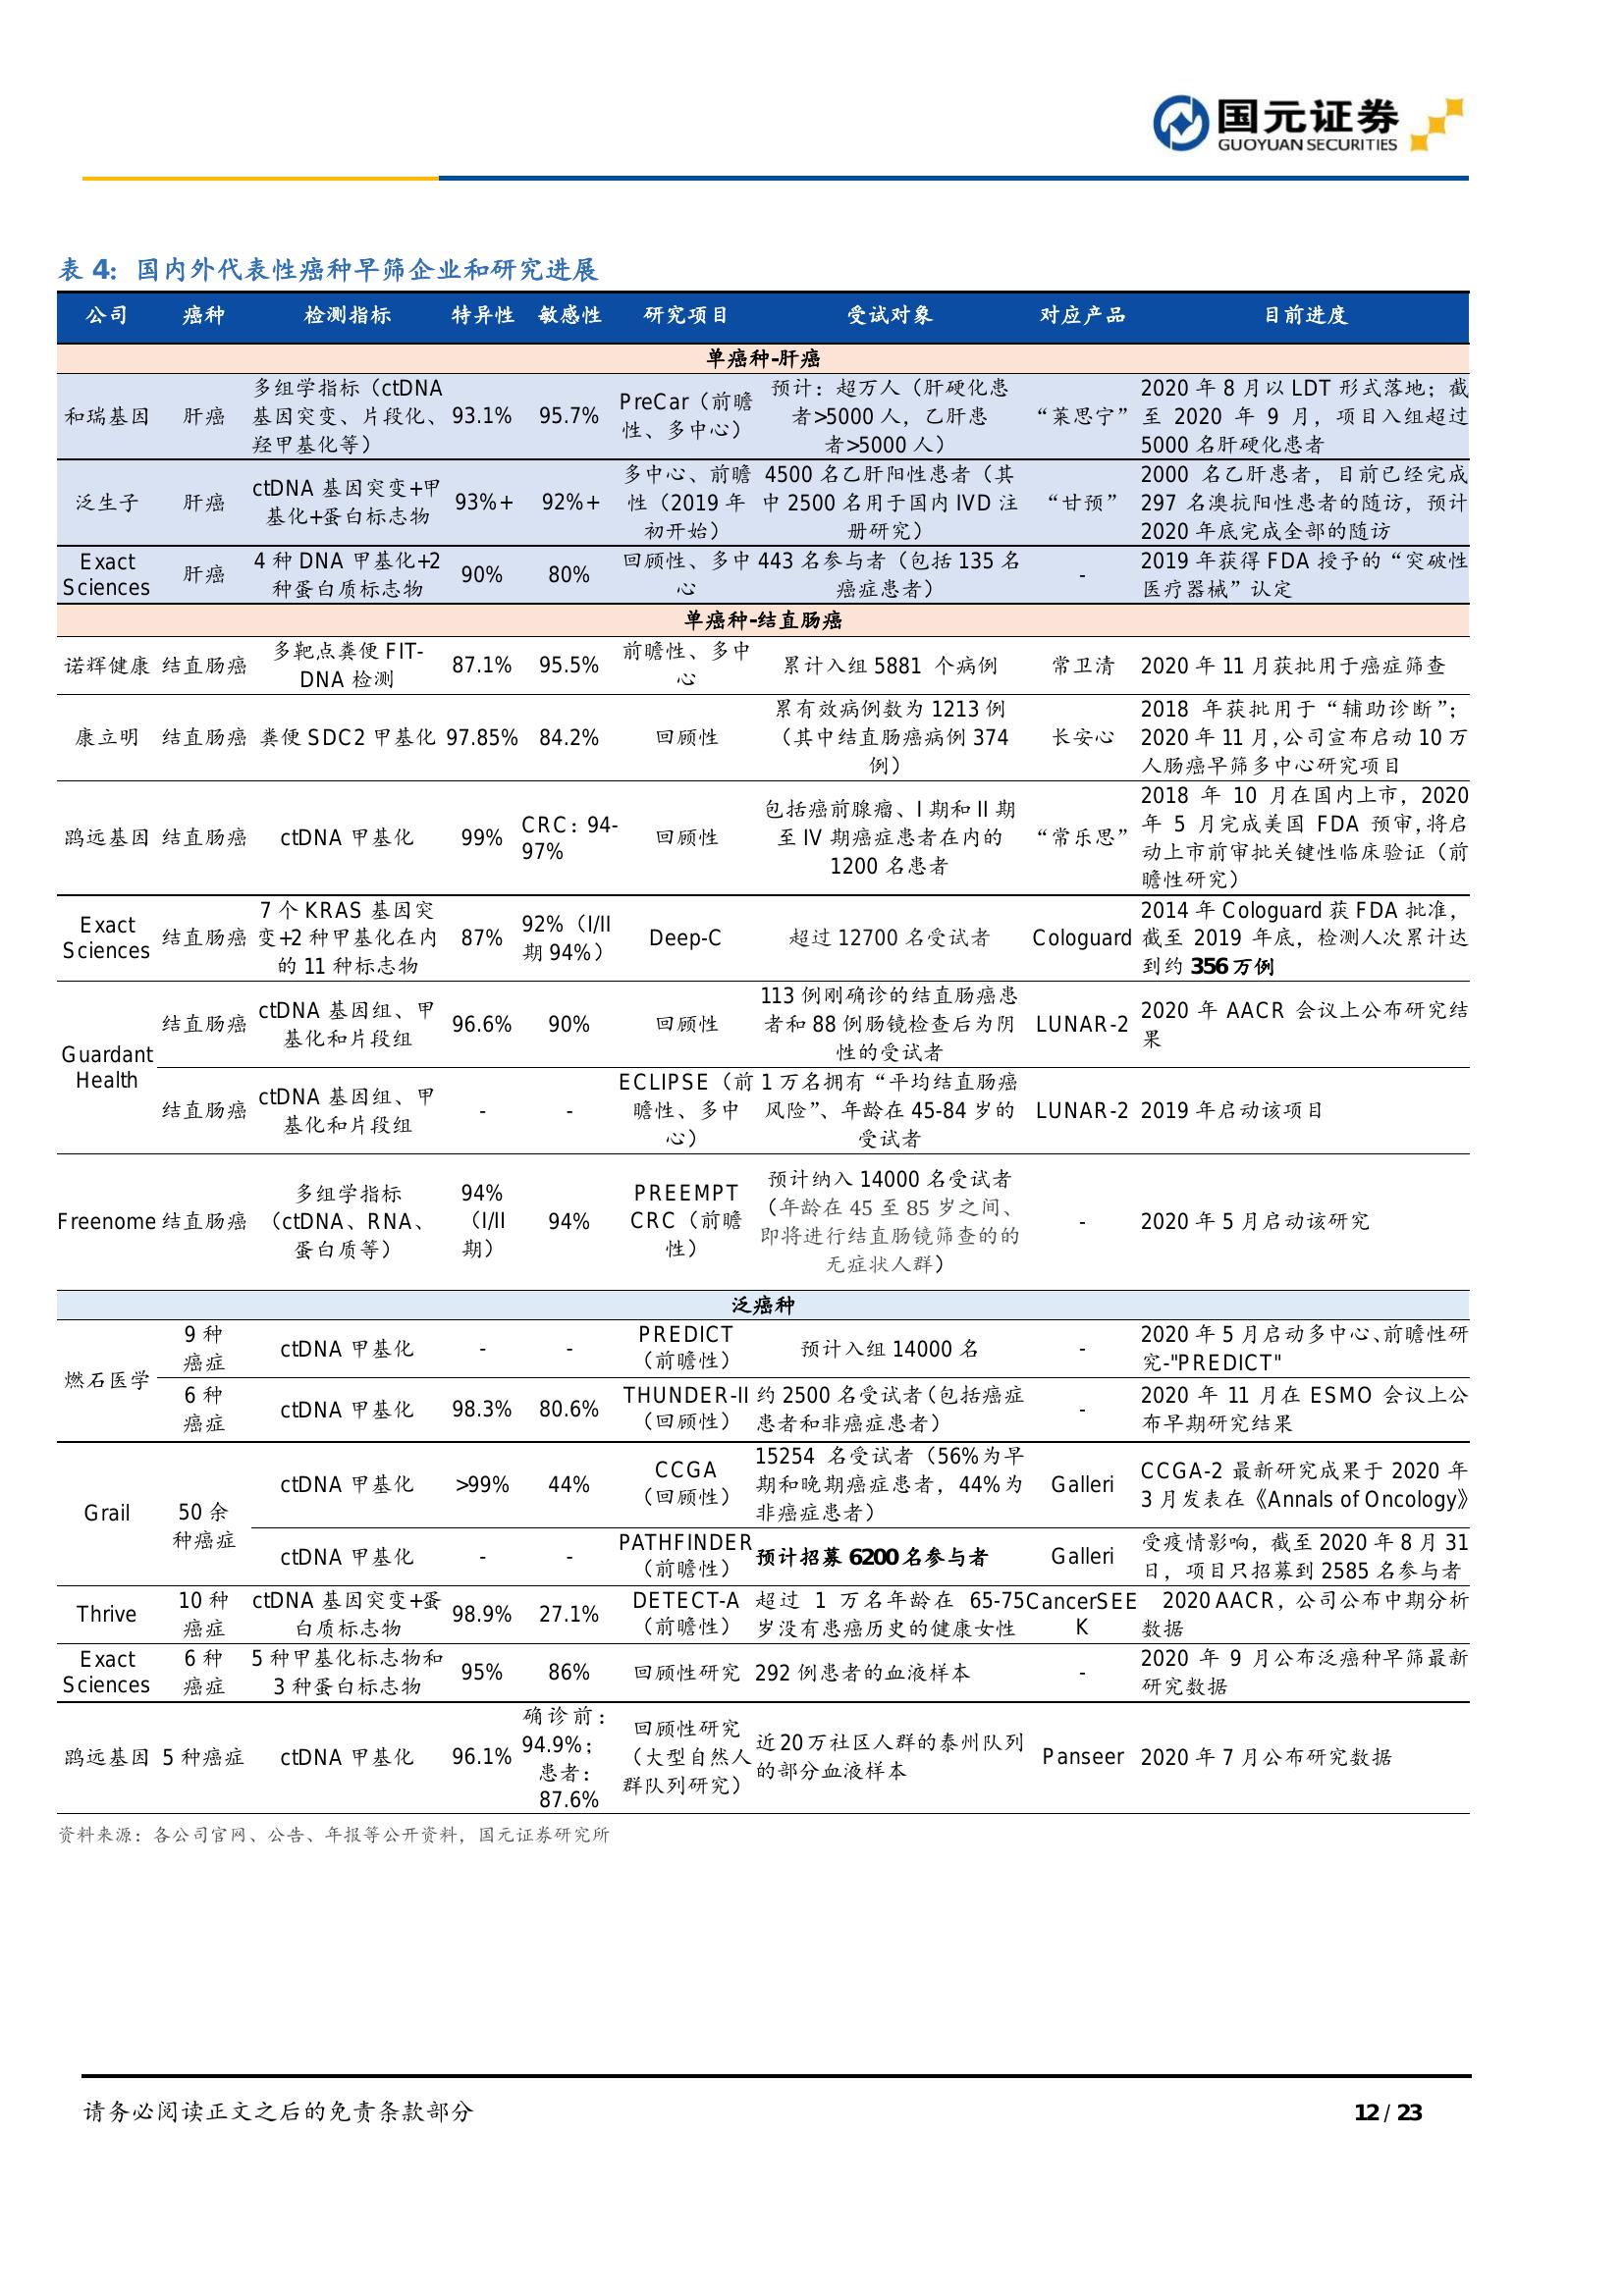 国元证券
GUOYUAN SECURITIES
表 4：国内外代表性癌种早筛企业和研究进展
公司 癌种 检测指标 特异性 敏感性 研究项目 受试对象 对应产品 目前进度
单癌种-肝癌
和瑞基因 肝癌 多组学指标（ctDNA 基因突变、片段化、羟甲基化等） 93.1% 95.7% PreCar（前瞻性、多中心） 预计：超万人（肝硬化患者>5000 人，乙肝患者>5000 人） “莱思宁” 2020 年 8 月以 LDT 形式落地；截至 2020 年 9 月，项目入组超过 5000 名肝硬化患者
泛生子 肝癌 ctDNA 基因突变+甲基化+蛋白标志物 93%+ 92%+ 多中心、前瞻性（2019 年初开始） 4500 名乙肝阳性患者（其中 2500 名用于国内 IVD 注册研究） “甘预” 2000 名乙肝患者，目前已经完成 297 名澳抗阳性患者的随访，预计 2020 年底完成全部的随访
Exact Sciences 肝癌 4 种 DNA 甲基化+2 种蛋白质标志物 90% 80% 回顾性、多中心 443 名参与者（包括 135 名癌症患者） - 2019 年获得 FDA 授予的“突破性医疗器械”认定
单癌种-结直肠癌
诺辉健康 结直肠癌 多靶点粪便 FIT-DNA 检测 87.1% 95.5% 前瞻性、多中心 累计入组 5881 个病例 常卫清 2020 年 11 月获批用于癌症筛查
康立明 结直肠癌 粪便 SDC2 甲基化 97.85% 84.2% 回顾性 累有效病例数为 1213 例（其中结直肠癌病例 374 例） 长安心 2018 年获批用于“辅助诊断”；2020 年 11 月,公司宣布启动 10 万人肠癌早筛多中心研究项目
鹍远基因 结直肠癌 ctDNA 甲基化 99% CRC：94-97% 回顾性 包括癌前腺瘤、I 期和 II 期至 IV 期癌症患者在内的 1200 名患者 “常乐思” 2018 年 10 月在国内上市，2020 年 5 月完成美国 FDA 预审,将启动上市前审批关键性临床验证（前瞻性研究）
Exact Sciences 结直肠癌 7 个 KRAS 基因突变+2 种甲基化在内的 11 种标志物 87% 92%（I/II 期 94%） Deep-C 超过 12700 名受试者 Cologuard 2014 年 Cologuard 获 FDA 批准，截至 2019 年底，检测人次累计达到约 356 万例
Guardant Health 结直肠癌 ctDNA 基因组、甲基化和片段组 96.6% 90% 回顾性 113 例刚确诊的结直肠癌患者和 88 例肠镜检查后为阴性的受试者 LUNAR-2 2020 年 AACR 会议上公布研究结果
结直肠癌 ctDNA 基因组、甲基化和片段组 - - ECLIPSE（前瞻性、多中心） 1 万名拥有“平均结直肠癌风险”、年龄在 45-84 岁的受试者 LUNAR-2 2019 年启动该项目
Freenome 结直肠癌 多组学指标（ctDNA、RNA、蛋白质等） 94%（I/II 期） 94% PREEMPT CRC（前瞻性） 预计纳入 14000 名受试者（年龄在 45 至 85 岁之间、即将进行结直肠镜筛查的的无症状人群） - 2020 年 5 月启动该研究
泛癌种
燃石医学 9 种癌症 ctDNA 甲基化 - - PREDICT（前瞻性） 预计入组 14000 名 - 2020 年 5 月启动多中心、前瞻性研究-"PREDICT"
6 种癌症 ctDNA 甲基化 98.3% 80.6% THUNDER-II（回顾性） 约 2500 名受试者（包括癌症患者和非癌症患者） - 2020 年 11 月在 ESMO 会议上公布早期研究结果
Grail 50 余种癌症 ctDNA 甲基化 >99% 44% CCGA（回顾性） 15254 名受试者（56%为早期和晚期癌症患者，44%为非癌症患者） Galleri CCGA-2 最新研究成果于 2020 年 3 月发表在《Annals of Oncology》
ctDNA 甲基化 - - PATHFINDER（前瞻性） 预计招募 6200 名参与者 Galleri 受疫情影响，截至 2020 年 8 月 31 日，项目只招募到 2585 名参与者
Thrive 10 种癌症 ctDNA 基因突变+蛋白质标志物 98.9% 27.1% DETECT-A（前瞻性） 超过 1 万名年龄在 65-75 岁没有患癌历史的健康女性 CancerSEEK 2020 AACR，公司公布中期分析数据
Exact Sciences 6 种癌症 5 种甲基化标志物和 3 种蛋白标志物 95% 86% 回顾性研究 292 例患者的血液样本 - 2020 年 9 月公布泛癌种早筛最新研究数据
鹍远基因 5 种癌症 ctDNA 甲基化 96.1% 确诊前：94.9%；患者：87.6% 回顾性研究（大型自然人群队列研究） 近 20 万社区人群的泰州队列的部分血液样本 Panseer 2020 年 7 月公布研究数据
资料来源：各公司官网、公告、年报等公开资料，国元证券研究所
请务必阅读正文之后的免责条款部分
12 / 23